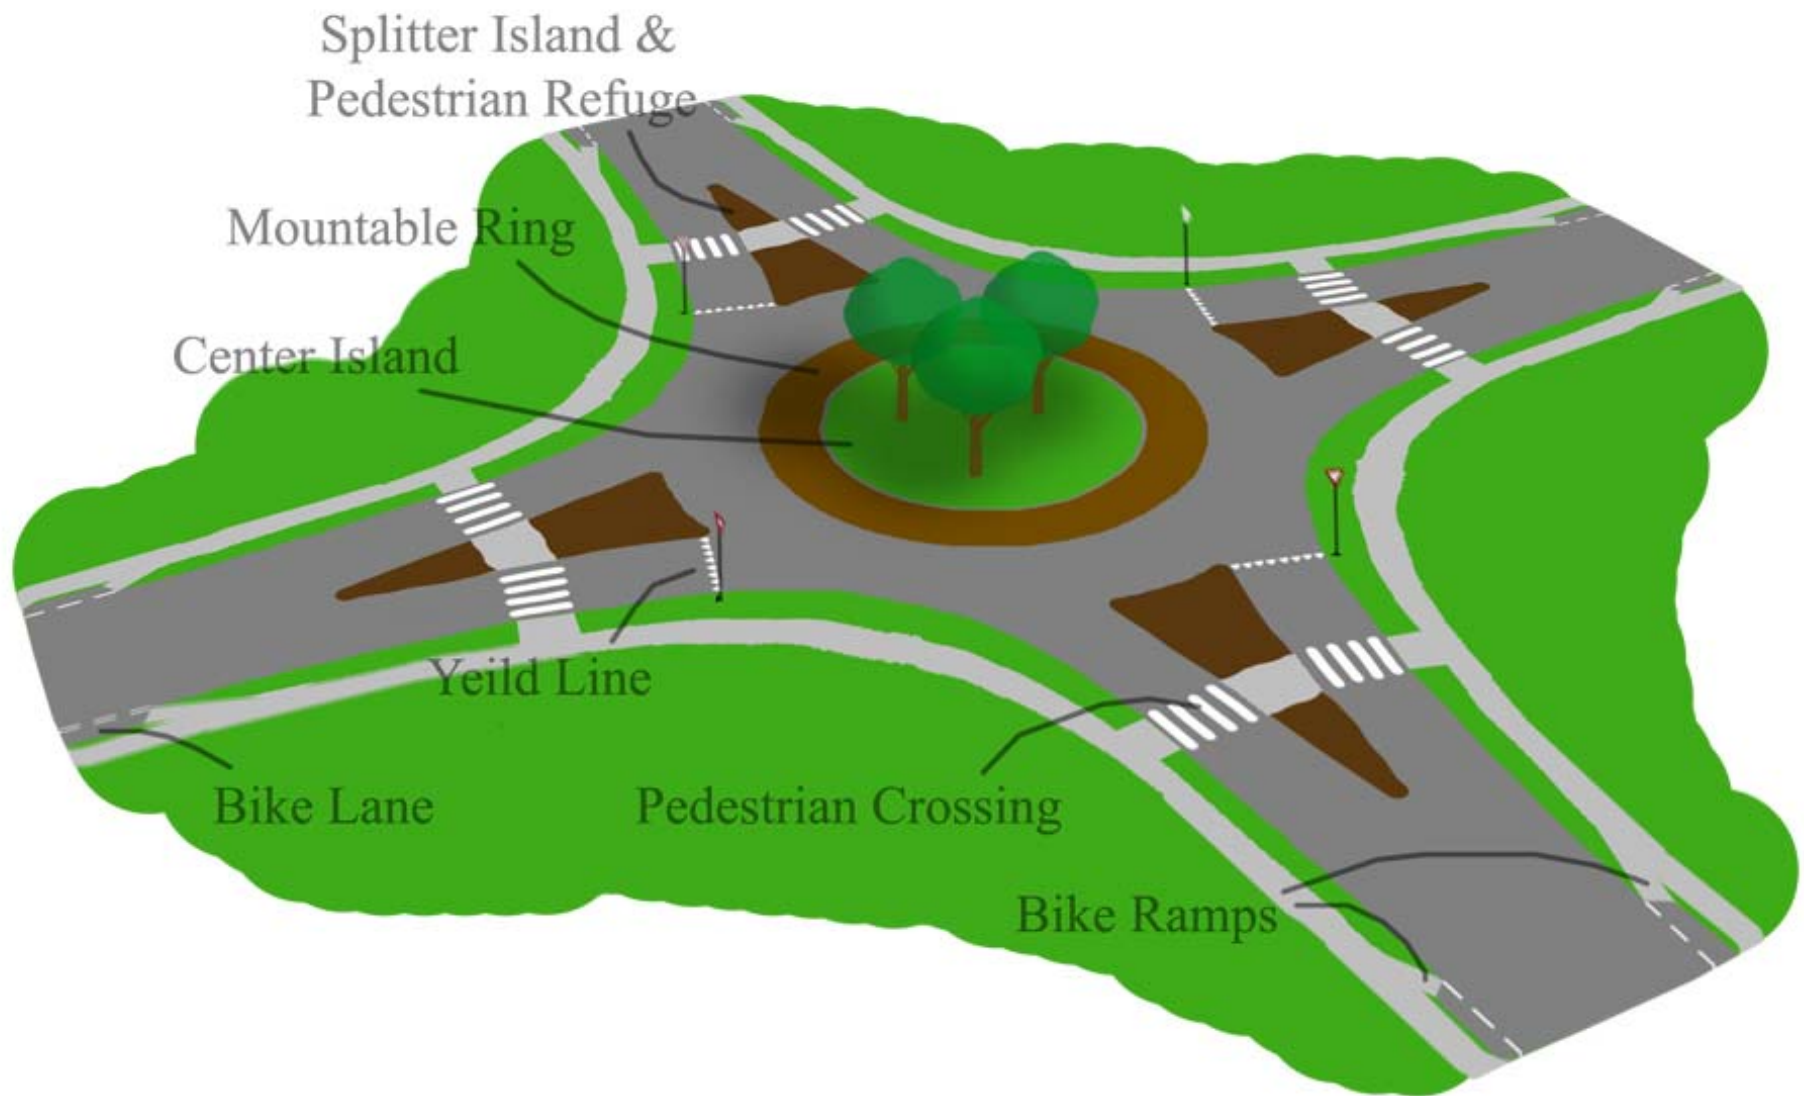 Splitter Island &
Pedestrian Refuge
Mountable Ring
Center Island
Yeild Line
Bike Lane
Pedestrian Crossing
Bike Ramps